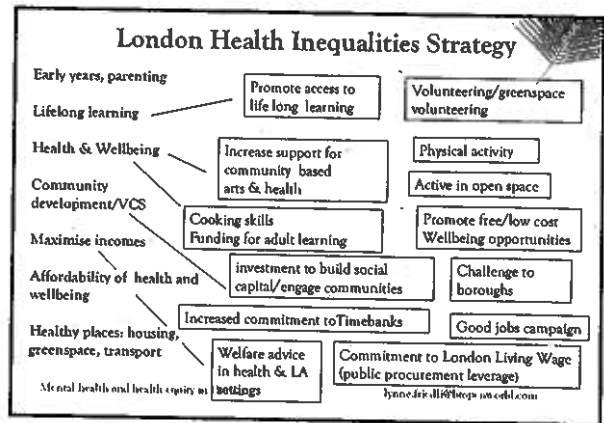 London Health Inequalities Strategy
Early years, parenting
Lifelong learning
Health & Wellbeing
Community
development/VCS
Maximise incomes
Affordability of health and
wellbeing
Healthy places: housing,
greenspace, transport
Promote access to
life long learning
Volunteering/greenspace
volunteering
Increase support for
community based
arts & health
Physical activity
Active in open space
Cooking skills
Funding for adult learning
Promote free/low cost
Wellbeing opportunities
investment to build social
capital/engage communities
Challenge to
boroughs
Increased commitment to Timebanks
Good jobs campaign
Welfare advice
in health & LA
settings
Commitment to London Living Wage
(public procurement leverage)
Mental health and health equity in